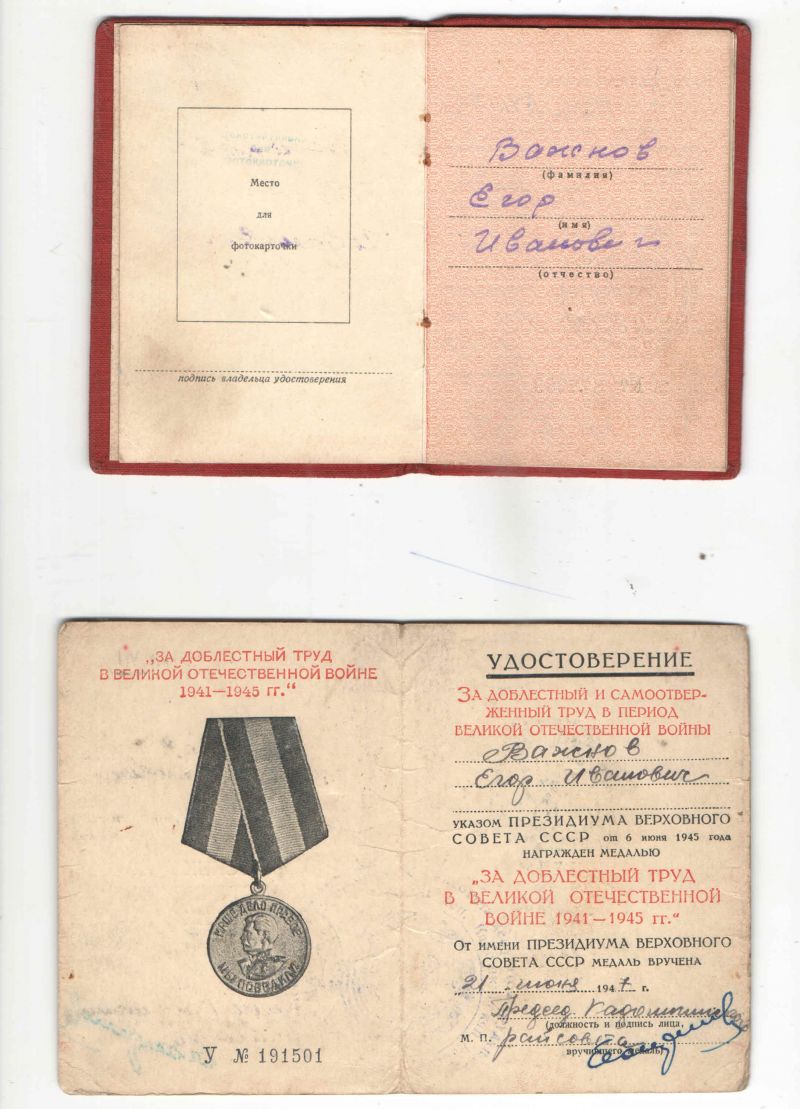 Место
для
фотокарточки
подпись владельца удостоверения
Важнов
(фамилия)
Егор
(имя)
Иванович
(отчество)
„ЗА ДОБЛЕСТНЫЙ ТРУД
В ВЕЛИКОЙ ОТЕЧЕСТВЕННОЙ ВОЙНЕ
1941—1945 гг.“
НАШЕ ДЕЛО ПРАВОЕ
МЫ ПОБЕДИЛИ
У № 191501
УДОСТОВЕРЕНИЕ
ЗА ДОБЛЕСТНЫЙ И САМООТВЕР-
ЖЕННЫЙ ТРУД В ПЕРИОД
ВЕЛИКОЙ ОТЕЧЕСТВЕННОЙ ВОЙНЫ
Важнов
Егор Иванович
УКАЗОМ ПРЕЗИДИУМА ВЕРХОВНОГО
СОВЕТА СССР от 6 июня 1945 года
НАГРАЖДЕН МЕДАЛЬЮ
„ЗА ДОБЛЕСТНЫЙ ТРУД
В ВЕЛИКОЙ ОТЕЧЕСТВЕННОЙ
ВОЙНЕ 1941—1945 гг.“
От имени ПРЕЗИДИУМА ВЕРХОВНОГО
СОВЕТА СССР МЕДАЛЬ ВРУЧЕНА
21 июня 1947 г.
Председ
(должность и подпись лица,
М. П. райсовета
вручившего медаль)